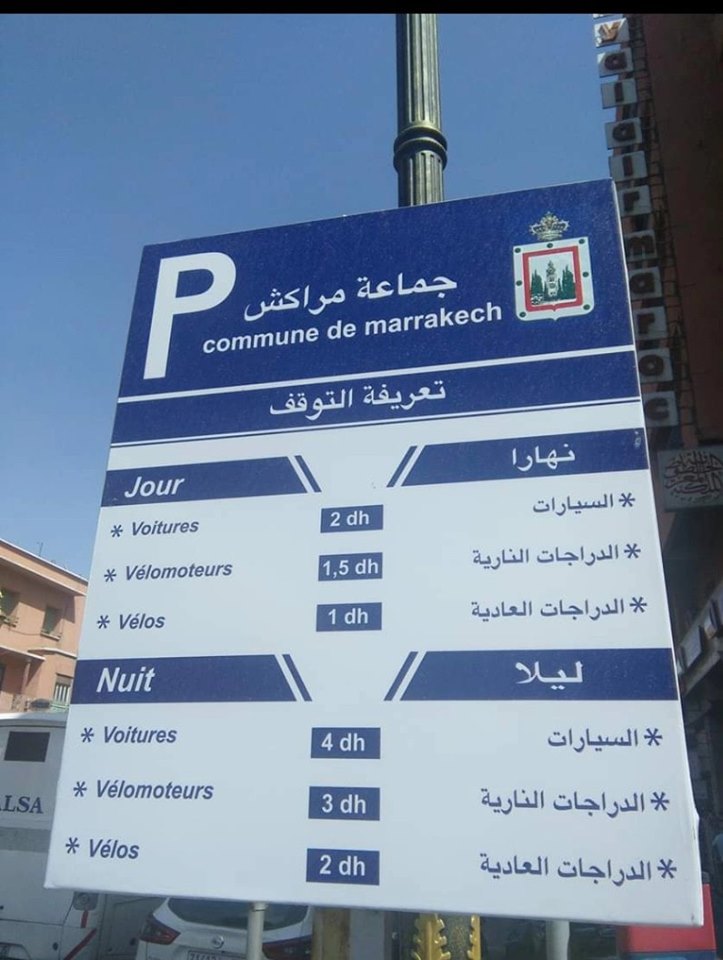 P
جماعة مراكش
commune de marrakech
تعريفة التوقف
Jour نهارا
* Voitures 2 dh السيارات *
* Vélomoteurs 1,5 dh الدراجات النارية *
* Vélos 1 dh الدراجات العادية *
Nuit ليلا
* Voitures 4 dh السيارات *
* Vélomoteurs 3 dh الدراجات النارية *
* Vélos 2 dh الدراجات العادية *
LSA